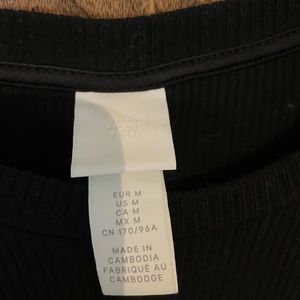 H&M
EUR M
US M
CA M
MX M
CN 170/96A
MADE IN
CAMBODIA
FABRIQUÉ AU
CAMBODGE